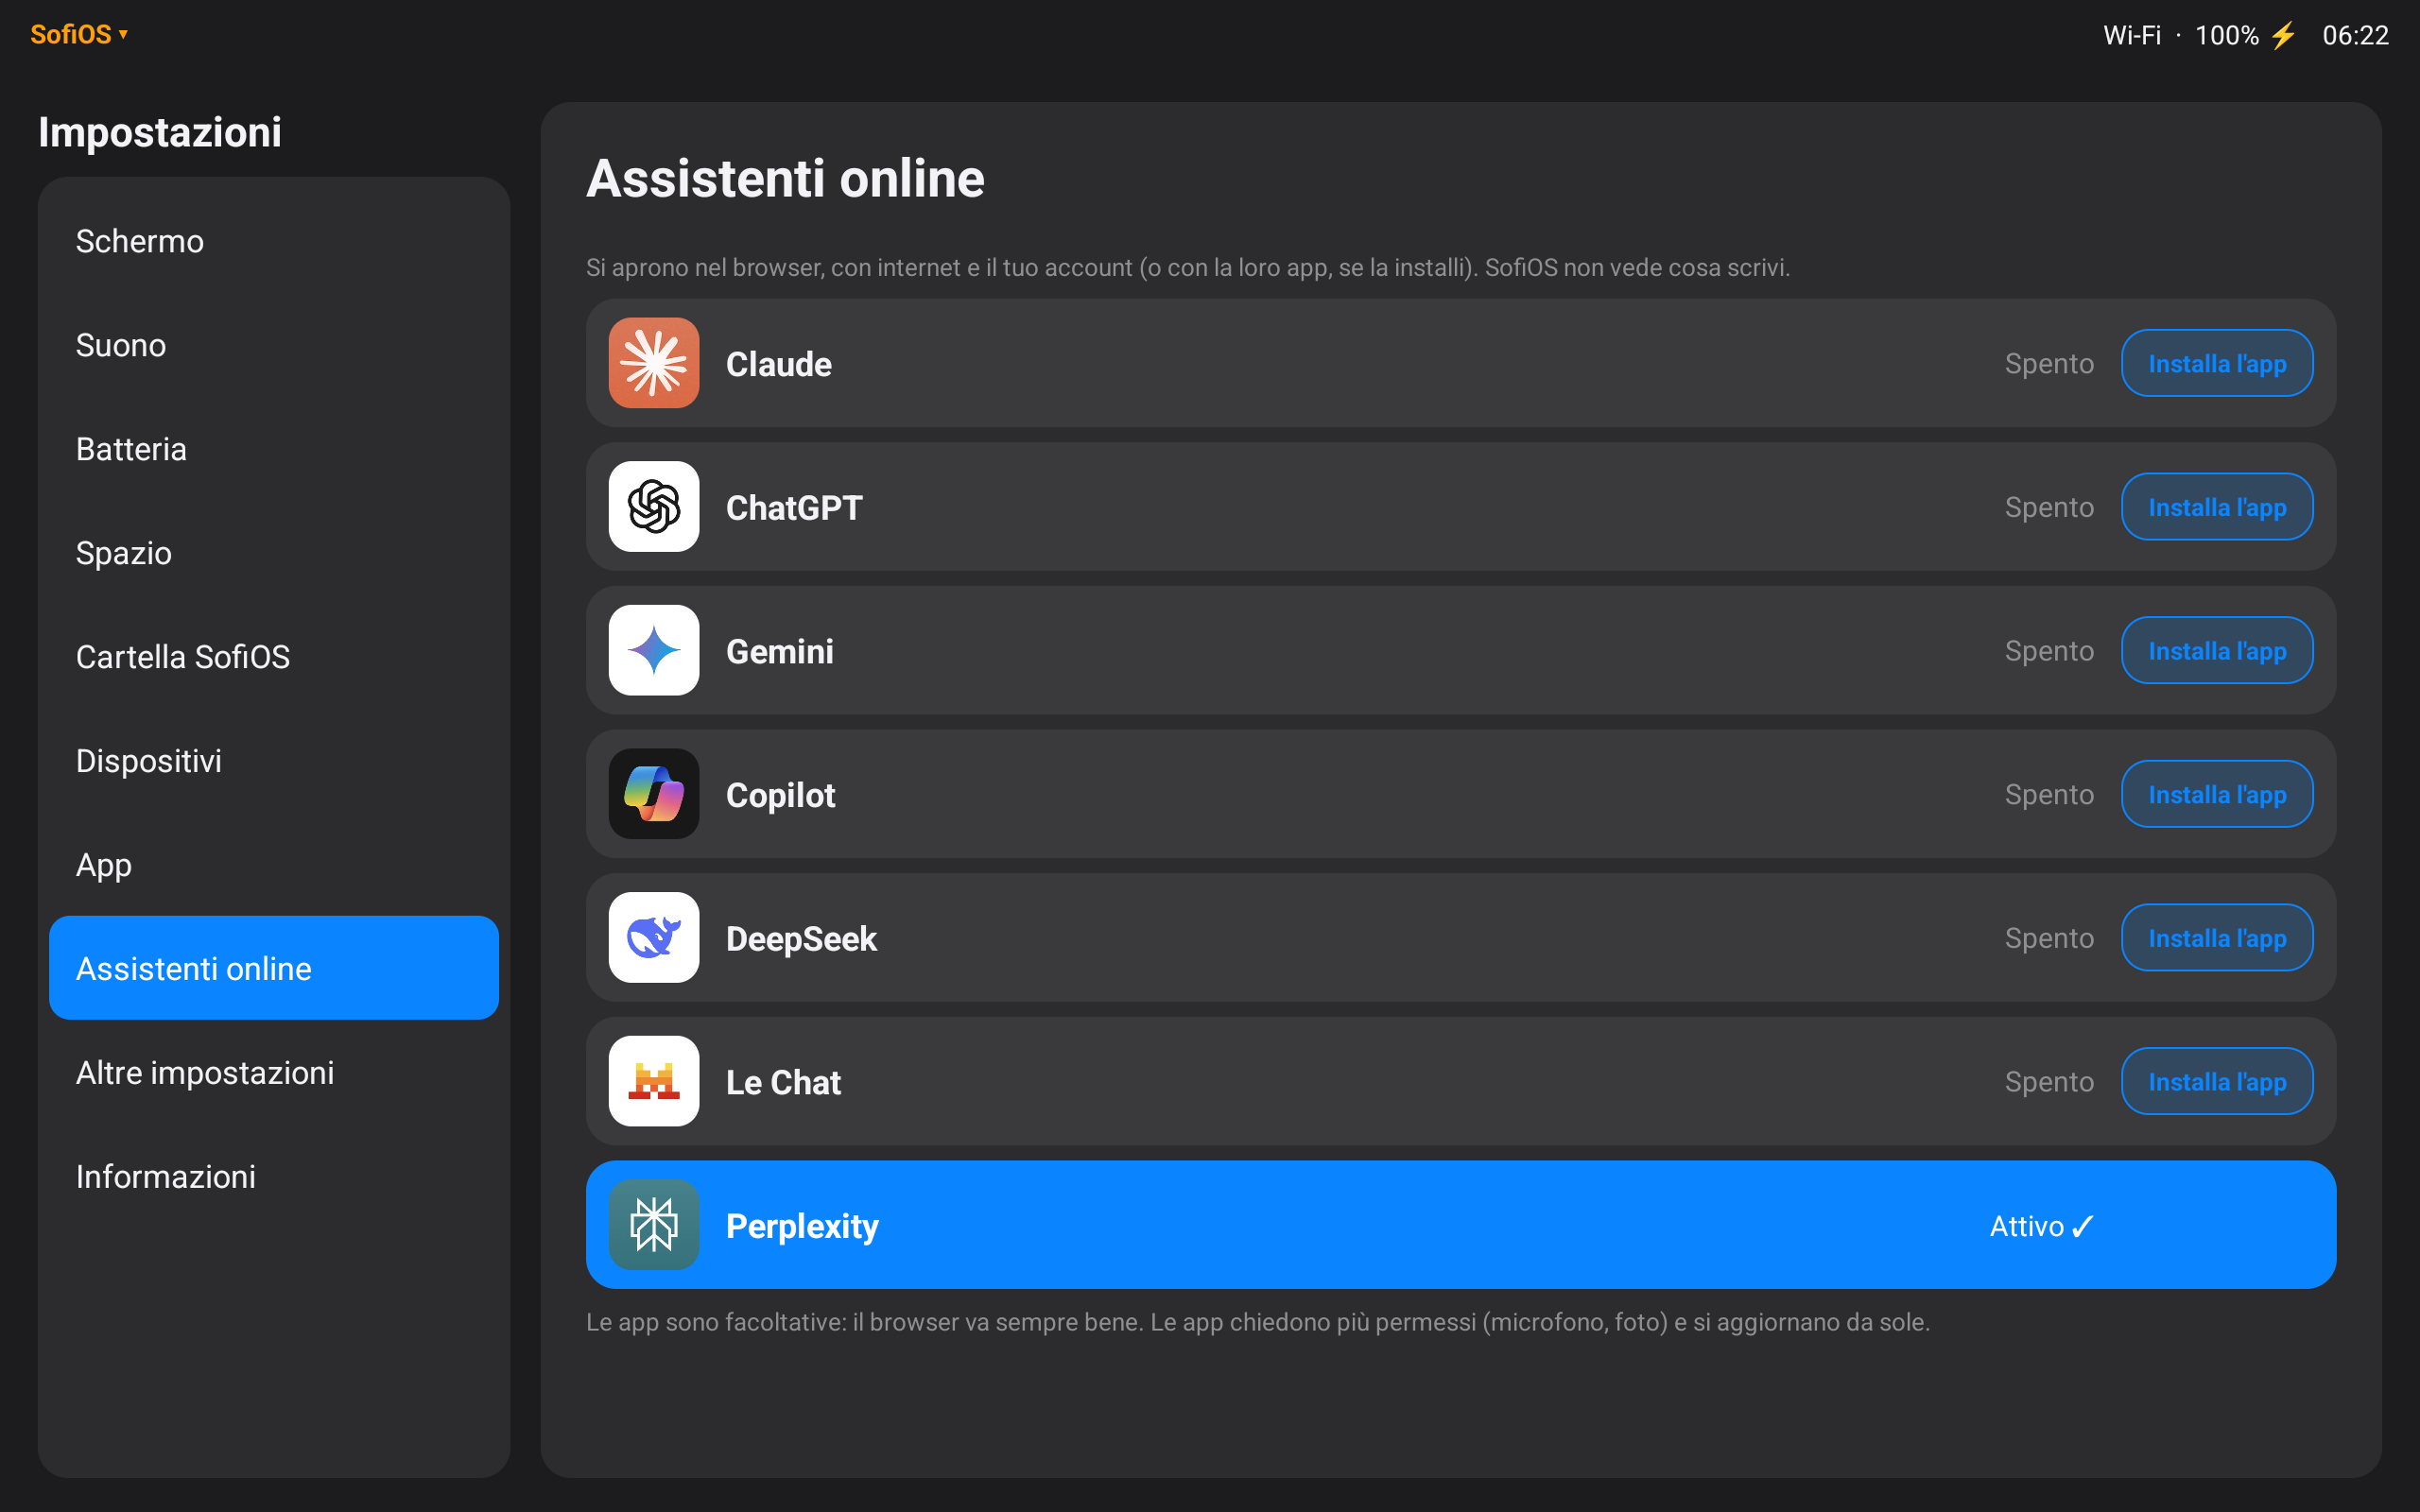 SofiOS ▾
Wi-Fi · 100% ⚡ 06:22
Impostazioni
Schermo
Suono
Batteria
Spazio
Cartella SofiOS
Dispositivi
App
Assistenti online
Altre impostazioni
Informazioni
Assistenti online
Si aprono nel browser, con internet e il tuo account (o con la loro app, se la installi). SofiOS non vede cosa scrivi.
Claude Spento Installa l'app
ChatGPT Spento Installa l'app
Gemini Spento Installa l'app
Copilot Spento Installa l'app
DeepSeek Spento Installa l'app
Le Chat Spento Installa l'app
Perplexity Attivo ✓
Le app sono facoltative: il browser va sempre bene. Le app chiedono più permessi (microfono, foto) e si aggiornano da sole.